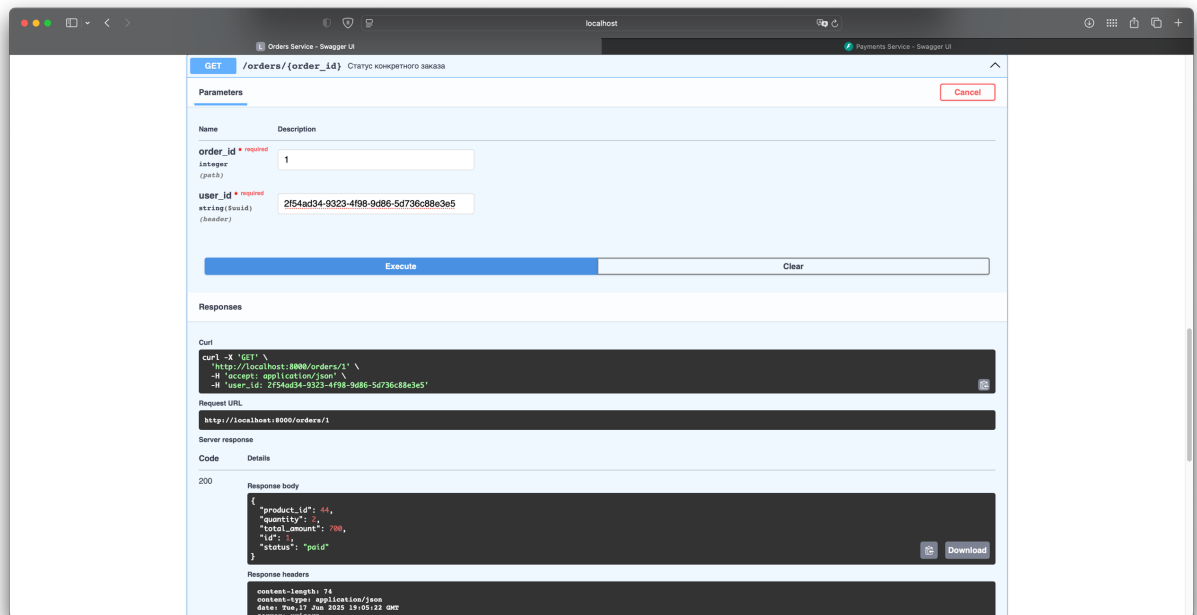 localhost
L Orders Service – Swagger UI
Payments Service – Swagger UI
GET /orders/{order_id} Статус конкретного заказа
Parameters
Cancel
Name Description
order_id * required
integer
(path)
1
user_id * required
string($uuid)
(header)
2f54ad34-9323-4f98-9d86-5d736c88e3e5
Execute
Clear
Responses
Curl
curl -X 'GET' \
'http://localhost:8000/orders/1' \
-H 'accept: application/json' \
-H 'user_id: 2f54ad34-9323-4f98-9d86-5d736c88e3e5'
Request URL
http://localhost:8000/orders/1
Server response
Code Details
200
Response body
{
"product_id": 44,
"quantity": 2,
"total_amount": 700,
"id": 1,
"status": "paid"
}
Download
Response headers
content-length: 74
content-type: application/json
date: Tue,17 Jun 2025 19:05:22 GMT